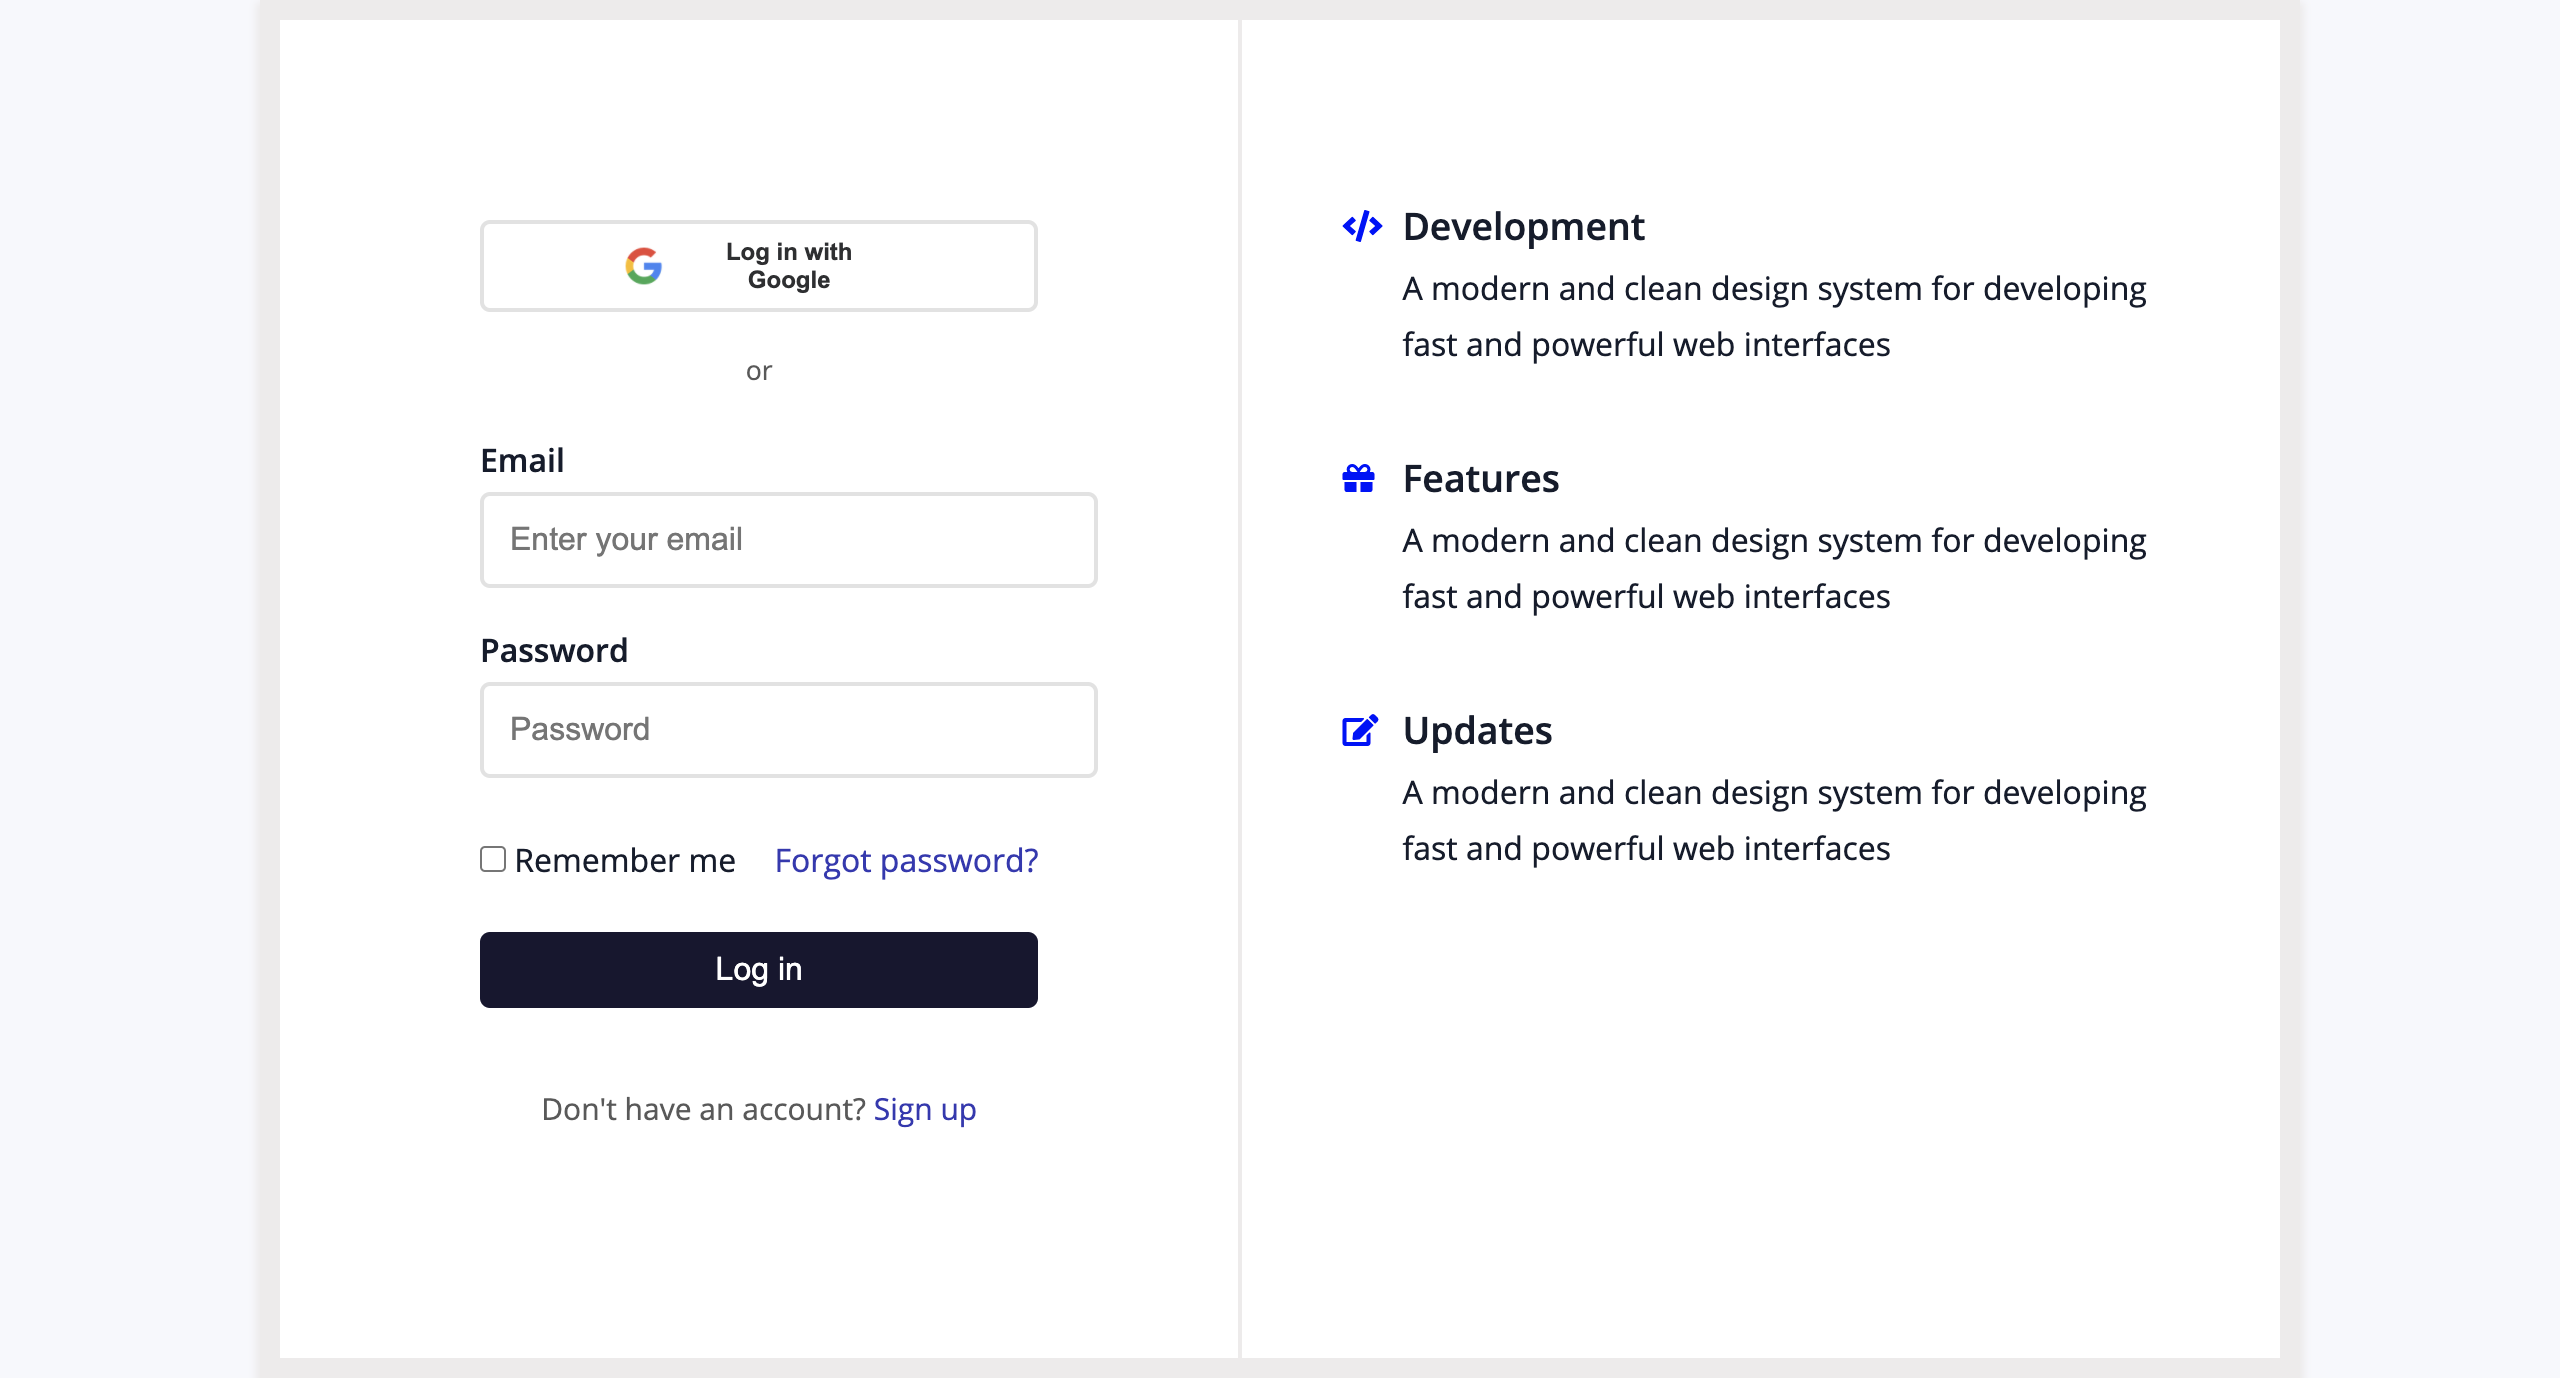 Log in with
Google
or
Email
Enter your email
Password
Password
Remember me Forgot password?
Log in
Don't have an account? Sign up
Development
A modern and clean design system for developing
fast and powerful web interfaces
Features
A modern and clean design system for developing
fast and powerful web interfaces
Updates
A modern and clean design system for developing
fast and powerful web interfaces